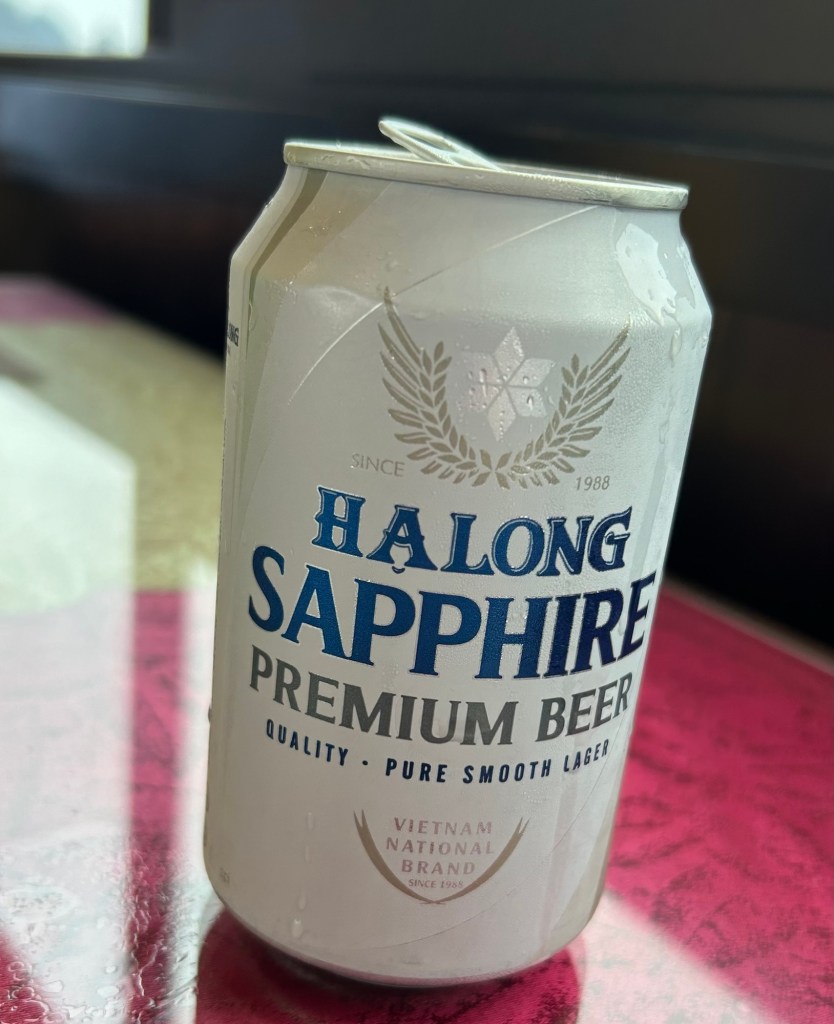 SINCE 1988
HẠLONG
SAPPHIRE
PREMIUM BEER
QUALITY · PURE SMOOTH LAGER
VIETNAM
NATIONAL
BRAND
SINCE 1988